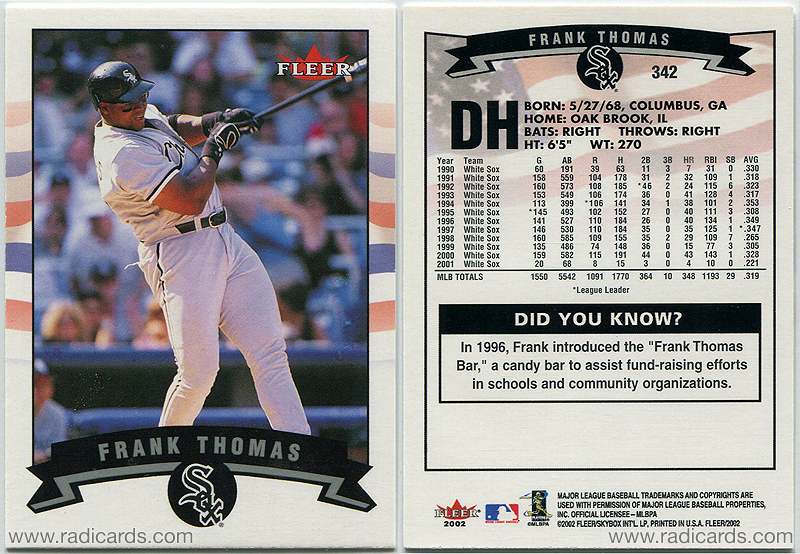 FLEER
FRANK THOMAS
Sox
www.radicards.com
FRANK THOMAS
Sox
342
DH
BORN: 5/27/68, COLUMBUS, GA
HOME: OAK BROOK, IL
BATS: RIGHT THROWS: RIGHT
HT: 6'5" WT: 270
Year Team G AB R H 2B 3B HR RBI SB AVG
1990 White Sox 60 191 39 63 11 3 7 31 0 .330
1991 White Sox 158 559 104 178 31 2 32 109 1 .318
1992 White Sox 160 573 108 185 *46 2 24 115 6 .323
1993 White Sox 153 549 106 174 36 0 41 128 4 .317
1994 White Sox 113 399 *106 141 34 1 38 101 2 .353
1995 White Sox *145 493 102 152 27 0 40 111 3 .308
1996 White Sox 141 527 110 184 26 0 40 134 1 .349
1997 White Sox 146 530 110 184 35 0 35 125 1 *.347
1998 White Sox 160 585 109 155 35 2 29 109 7 .265
1999 White Sox 135 486 74 148 36 0 15 77 3 .305
2000 White Sox 159 582 115 191 44 0 43 143 1 .328
2001 White Sox 20 68 8 15 3 0 4 10 0 .221
MLB TOTALS 1550 5542 1091 1770 364 10 348 1193 29 .319
*League Leader
DID YOU KNOW?
In 1996, Frank introduced the "Frank Thomas
Bar," a candy bar to assist fund-raising efforts
in schools and community organizations.
FLEER
2002
©MLBPA
MAJOR LEAGUE BASEBALL TRADEMARKS AND COPYRIGHTS ARE
USED WITH PERMISSION OF MAJOR LEAGUE BASEBALL PROPERTIES,
INC. OFFICIAL LICENSEE – MLBPA
©2002 FLEER/SKYBOX INT'L. LP, PRINTED IN U.S.A. FLEER/2002
www.radicards.com